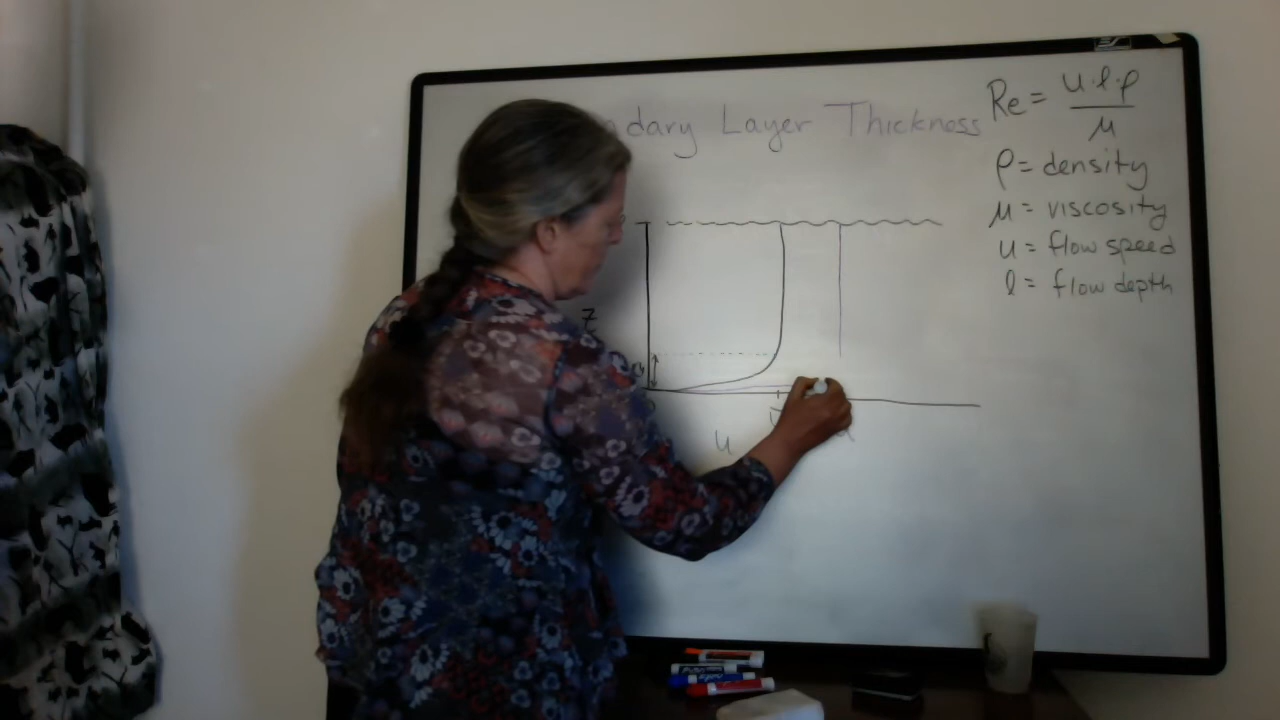 dary Layer Thickness
Re = u·l·ρ
μ
ρ = density
μ = viscosity
u = flow speed
l = flow depth
z
u